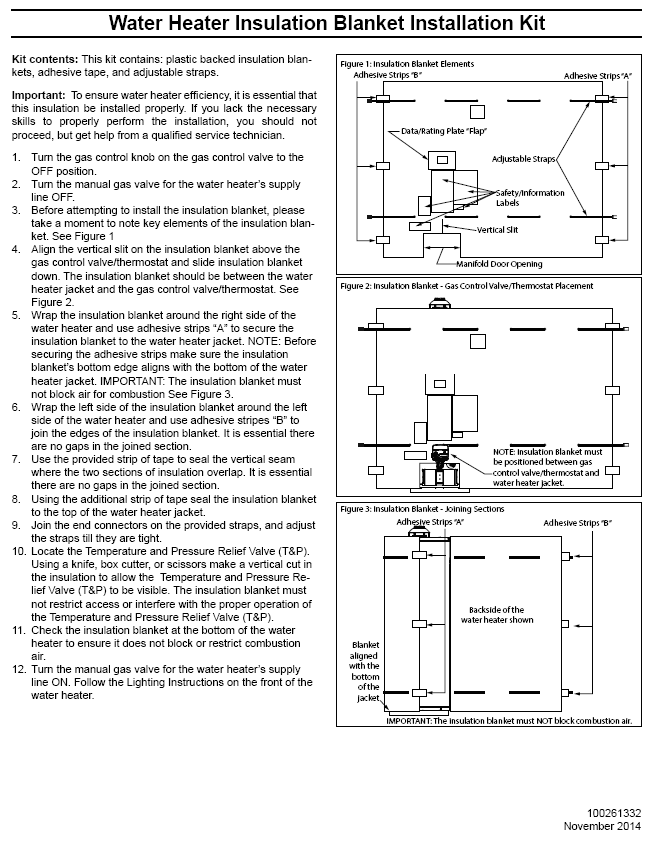 Water Heater Insulation Blanket Installation Kit
Kit contents: This kit contains: plastic backed insulation blan-
kets, adhesive tape, and adjustable straps.
Important: To ensure water heater efficiency, it is essential that
this insulation be installed properly. If you lack the necessary
skills to properly perform the installation, you should not
proceed, but get help from a qualified service technician.
1. Turn the gas control knob on the gas control valve to the
OFF position.
2. Turn the manual gas valve for the water heater's supply
line OFF.
3. Before attempting to install the insulation blanket, please
take a moment to note key elements of the insulation blan-
ket. See Figure 1
4. Align the vertical slit on the insulation blanket above the
gas control valve/thermostat and slide insulation blanket
down. The insulation blanket should be between the water
heater jacket and the gas control valve/thermostat. See
Figure 2.
5. Wrap the insulation blanket around the right side of the
water heater and use adhesive strips "A" to secure the
insulation blanket to the water heater jacket. NOTE: Before
securing the adhesive strips make sure the insulation
blanket's bottom edge aligns with the bottom of the water
heater jacket. IMPORTANT: The insulation blanket must
not block air for combustion See Figure 3.
6. Wrap the left side of the insulation blanket around the left
side of the water heater and use adhesive stripes "B" to
join the edges of the insulation blanket. It is essential there
are no gaps in the joined section.
7. Use the provided strip of tape to seal the vertical seam
where the two sections of insulation overlap. It is essential
there are no gaps in the joined section.
8. Using the additional strip of tape seal the insulation blanket
to the top of the water heater jacket.
9. Join the end connectors on the provided straps, and adjust
the straps till they are tight.
10. Locate the Temperature and Pressure Relief Valve (T&P).
Using a knife, box cutter, or scissors make a vertical cut in
the insulation to allow the Temperature and Pressure Re-
lief Valve (T&P) to be visible. The insulation blanket must
not restrict access or interfere with the proper operation of
the Temperature and Pressure Relief Valve (T&P).
11. Check the insulation blanket at the bottom of the water
heater to ensure it does not block or restrict combustion
air.
12. Turn the manual gas valve for the water heater's supply
line ON. Follow the Lighting Instructions on the front of the
water heater.
Figure 1: Insulation Blanket Elements
Adhesive Strips "B"
Adhesive Strips "A"
Data/Rating Plate "Flap"
Adjustable Straps
Safety/Information
Labels
Vertical Slit
Manifold Door Opening
Figure 2: Insulation Blanket - Gas Control Valve/Thermostat Placement
NOTE: Insulation Blanket must
be positioned between gas
control valve/thermostat and
water heater jacket.
Figure 3: Insulation Blanket - Joining Sections
Adhesive Strips "A"
Adhesive Strips "B"
Backside of the
water heater shown
Blanket
aligned
with the
bottom
of the
jacket
IMPORTANT: The insulation blanket must NOT block combustion air.
100261332
November 2014